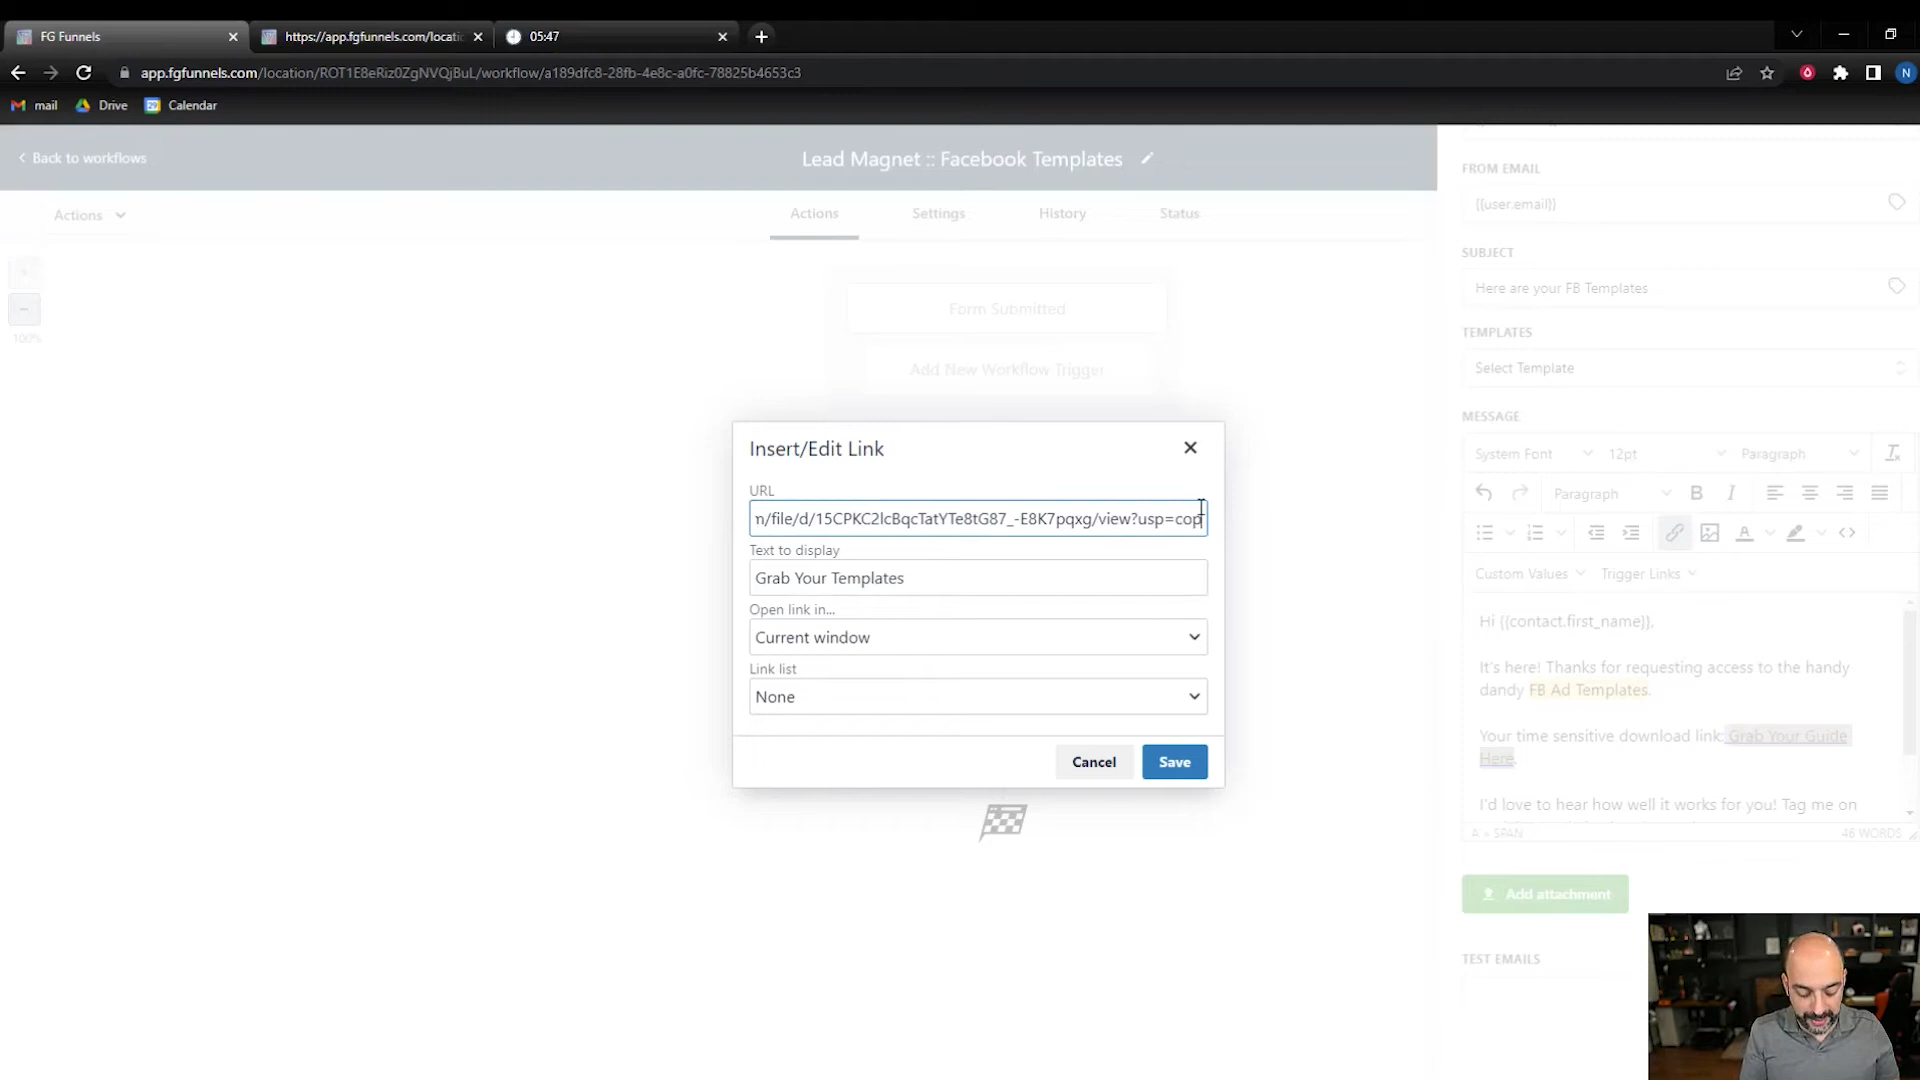 FG Funnels
https://app.fgfunnels.com/locati
05:47
app.fgfunnels.com/location/ROT1E8eRiz0ZgNVQjBuL/workflow/a189dfc8-28fb-4e8c-a0fc-78825b4653c3
N
mail
Drive
Calendar
Back to workflows
Lead Magnet :: Facebook Templates
Actions
Actions
Settings
History
Status
100%
Form Submitted
Add New Workflow Trigger
Insert/Edit Link
URL
n/file/d/15CPKC2lcBqcTatYTe8tG87_-E8K7pqxg/view?usp=cop
Text to display
Grab Your Templates
Open link in...
Current window
Link list
None
Cancel
Save
FROM EMAIL
{{user.email}}
SUBJECT
Here are your FB Templates
TEMPLATES
Select Template
MESSAGE
System Font
12pt
Paragraph
Paragraph
B
I
Custom Values
Trigger Links
Hi {{contact.first_name}},
It's here! Thanks for requesting access to the handy
dandy FB Ad Templates.
Your time sensitive download link: Grab Your Guide
Here.
I'd love to hear how well it works for you! Tag me on
A » SPAN
46 WORDS
Add attachment
TEST EMAILS